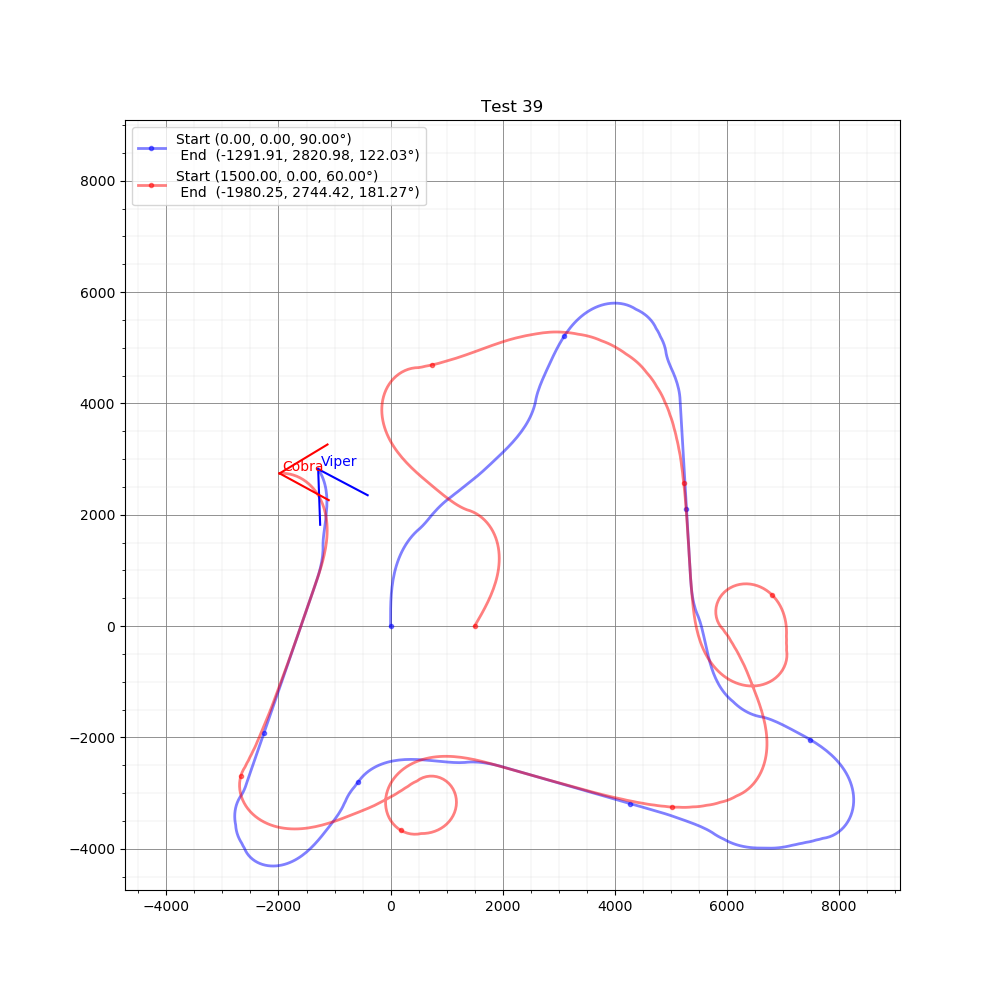 Test 39
Start (0.00, 0.00, 90.00°)
End  (-1291.91, 2820.98, 122.03°)
Start (1500.00, 0.00, 60.00°)
End  (-1980.25, 2744.42, 181.27°)
8000
6000
4000
2000
0
−2000
−4000
Viper
Cobra
−4000 −2000 0 2000 4000 6000 8000